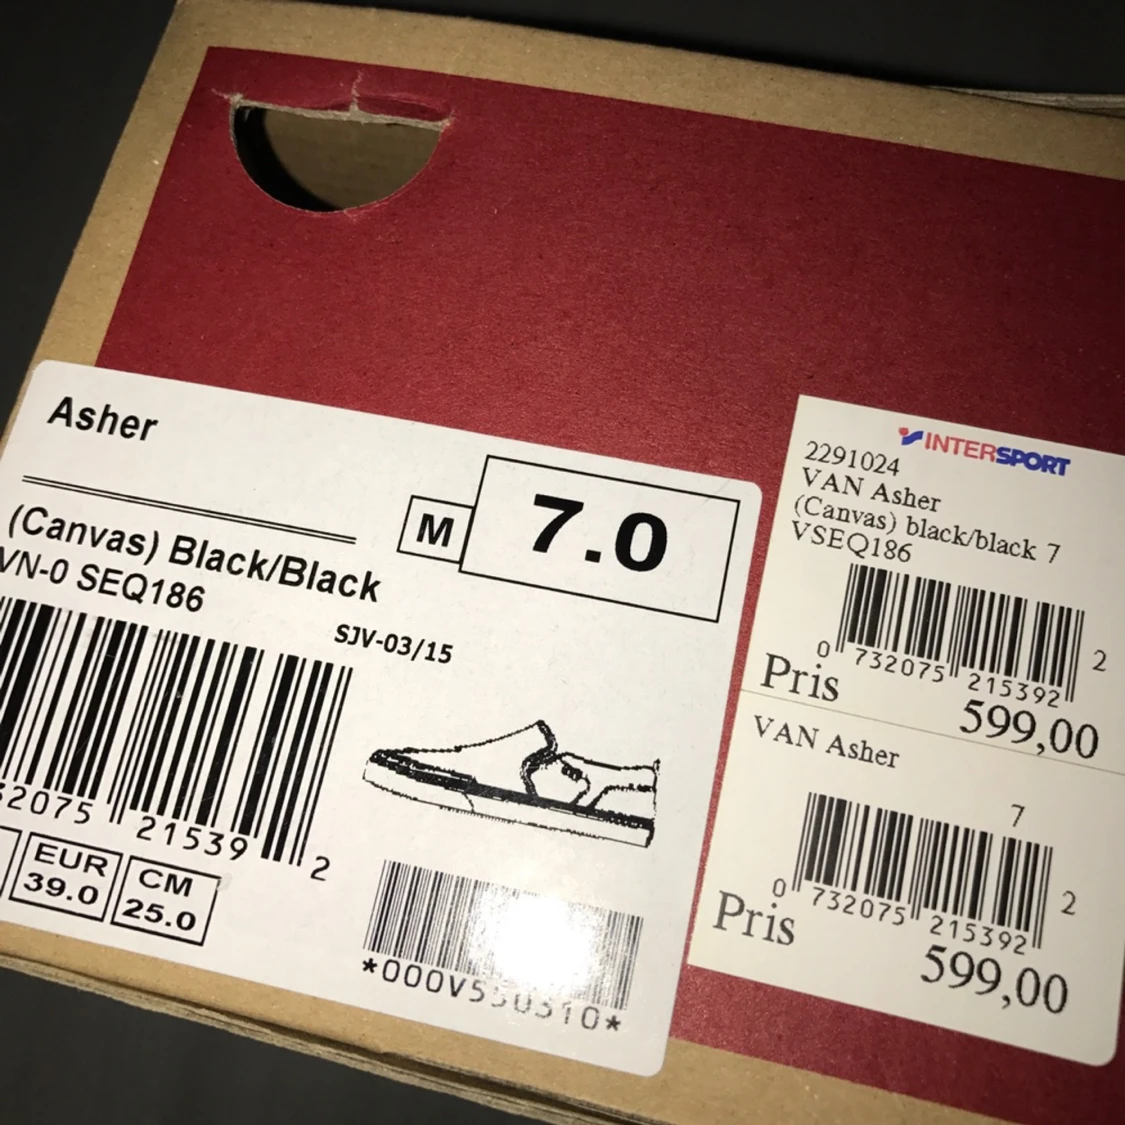 Asher
M 7.0
(Canvas) Black/Black
VN-0 SEQ186
SJV-03/15
32075 21539 2
EUR
39.0
CM
25.0
INTERSPORT
2291024
VAN Asher
(Canvas) black/black 7
VSEQ186
0 732075 215392 2
Pris
599,00
VAN Asher
7
0 732075 215392 2
Pris
599,00